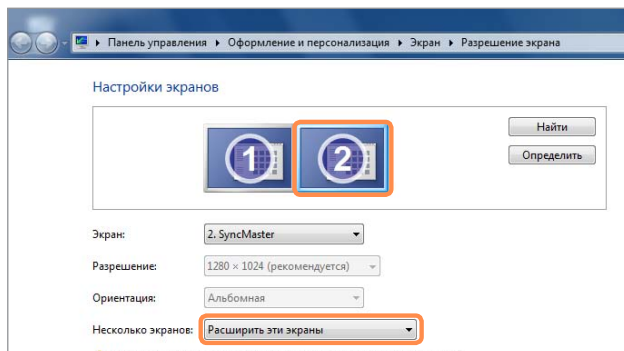 Панель управления ▸ Оформление и персонализация ▸ Экран ▸ Разрешение экрана
Настройки экранов
1 2
Найти
Определить
Экран: 2. SyncMaster
Разрешение: 1280 × 1024 (рекомендуется)
Ориентация: Альбомная
Несколько экранов: Расширить эти экраны